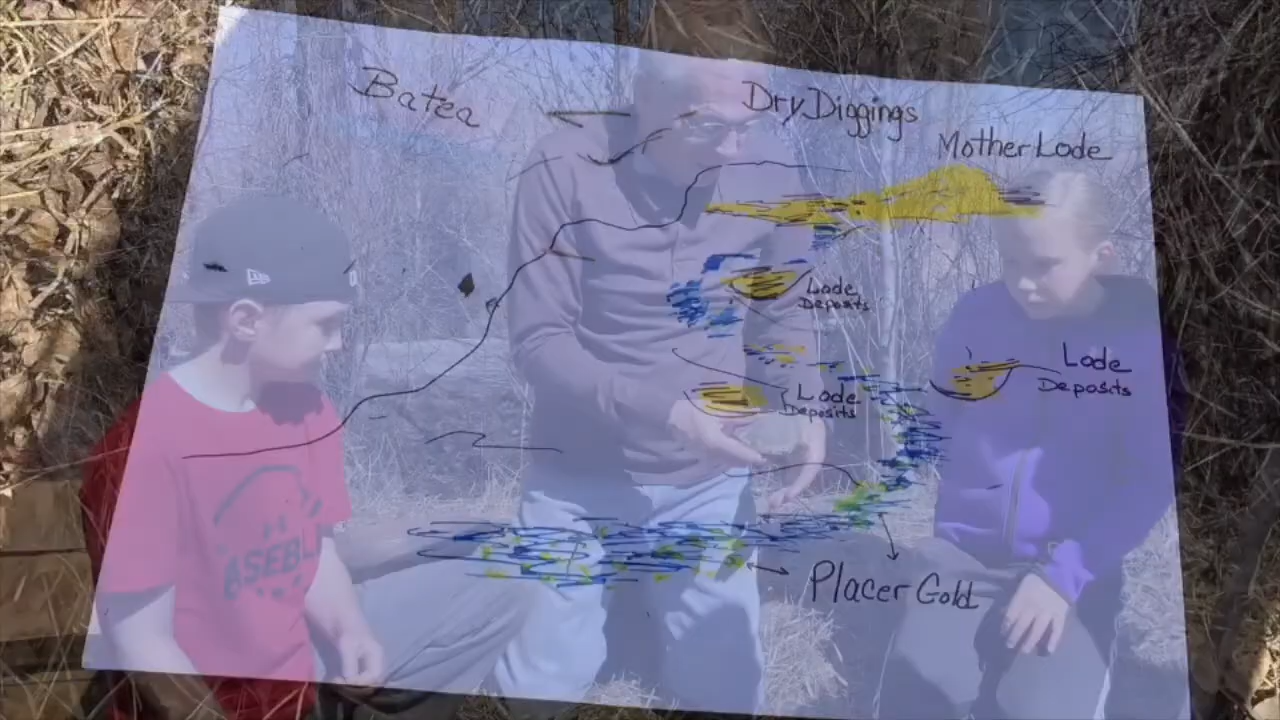 Batea
Dry Diggings
Mother Lode
Lode
Deposits
Lode
Deposits
Lode
Deposits
Placer Gold